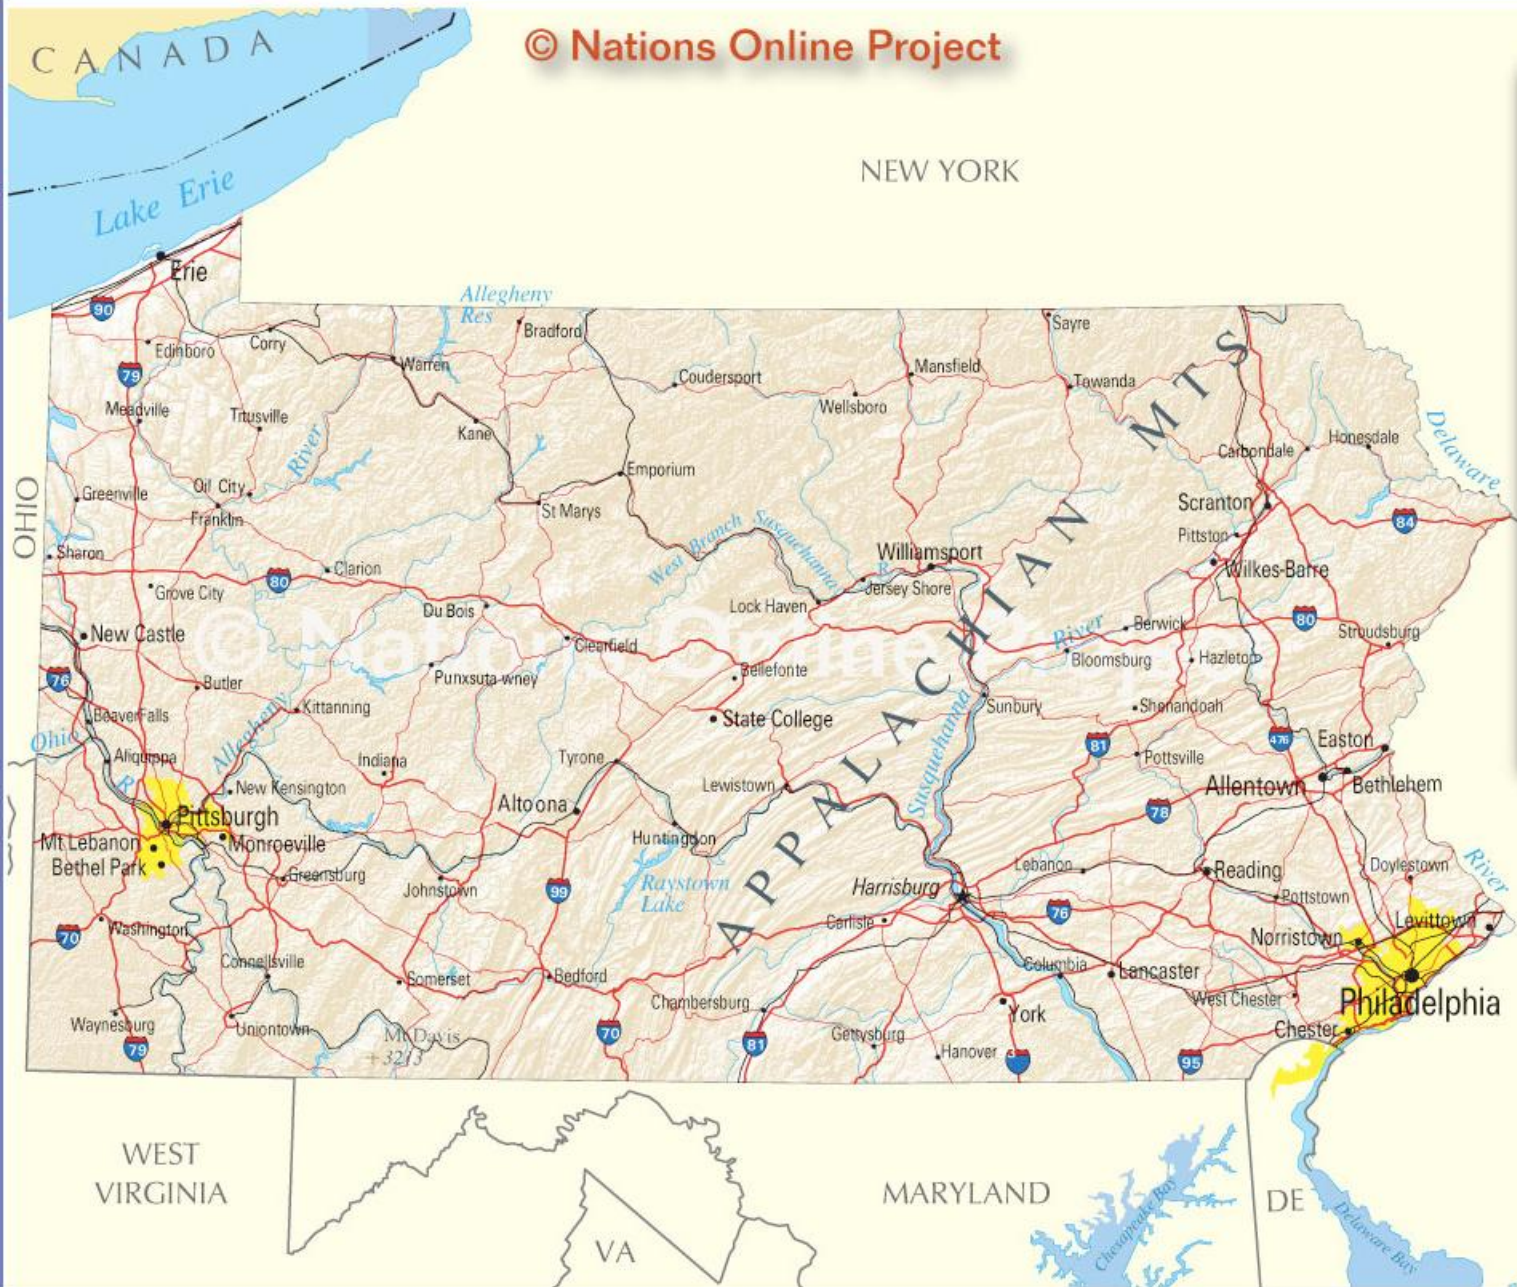 CANADA
© Nations Online Project
NEW YORK
Lake Erie
Erie
90
Allegheny
Res
Bradford
Sayre
Edinboro
Corry
Warren
79
Coudersport
Mansfield
Towanda
Wellsboro
Meadville
Titusville
Kane
River
Delaware
Carbondale
Honesdale
Emporium
Oil City
Greenville
Franklin
St Marys
Scranton
84
OHIO
Pittston
West Branch Susquehanna
R
Williamsport
Sharon
Clarion
80
Wilkes-Barre
Grove City
Jersey Shore
Du Bois
Lock Haven
80
New Castle
Clearfield
River
Berwick
Stroudsburg
© Nations Online Project
Bloomsburg
Hazleton
76
Butler
Punxsutawney
Bellefonte
Kittanning
State College
Sunbury
Shenandoah
Beaver Falls
Ohio
R
Allegheny
Aliquippa
Indiana
Tyrone
81
476
Easton
Pottsville
New Kensington
Lewistown
Susquehanna
Allentown
Bethlehem
Altoona
78
APPALACHIAN MTS
Pittsburgh
Mt Lebanon
Monroeville
Bethel Park
Huntingdon
Greensburg
Johnstown
99
Raystown
Lake
Harrisburg
Lebanon
Reading
Doylestown
River
Pottstown
76
Carlisle
Levittown
Norristown
70
Washington
Connellsville
Somerset
Bedford
Columbia
Lancaster
Chambersburg
West Chester
Philadelphia
York
Waynesburg
Uniontown
Mt Davis
+ 3213
79
70
81
Gettysburg
Hanover
Chester
95
WEST
VIRGINIA
VA
MARYLAND
DE
Chesapeake Bay
Delaware Bay